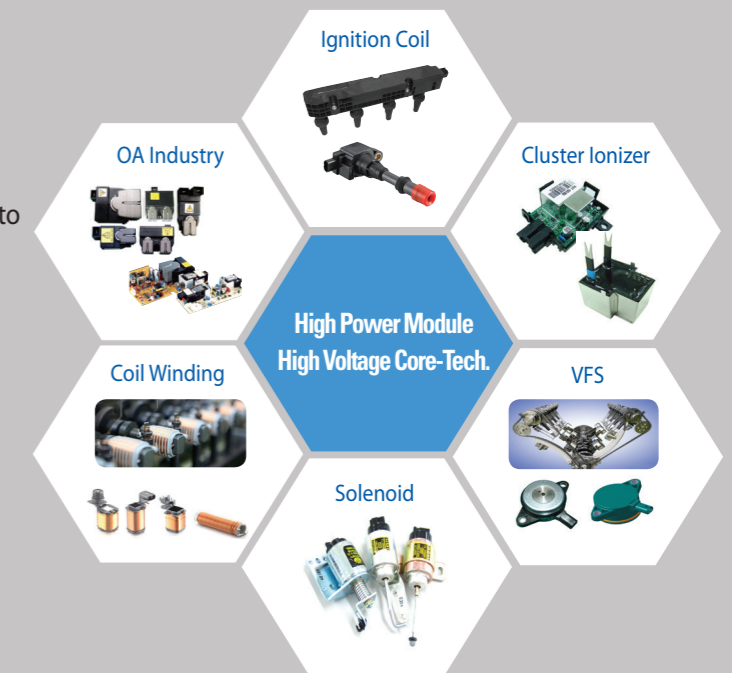 Ignition Coil
OA Industry
Cluster Ionizer
to
High Power Module
High Voltage Core-Tech.
Coil Winding
VFS
Solenoid